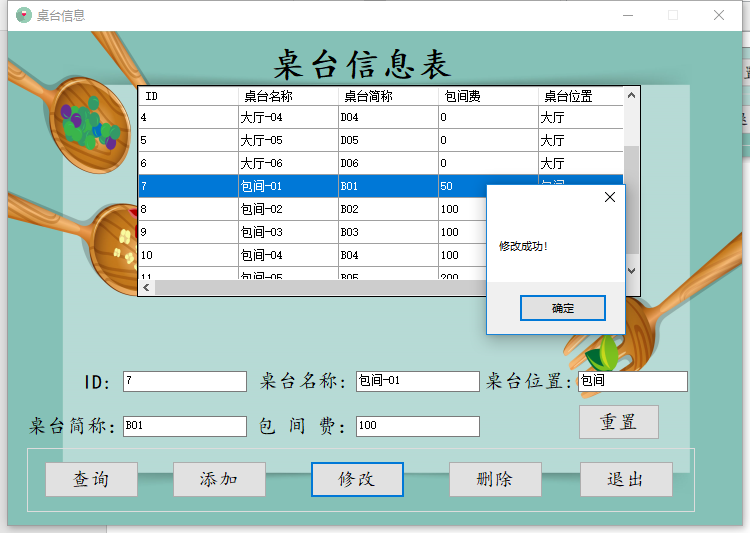 桌台信息
桌台信息表
ID 桌台名称 桌台简称 包间费 桌台位置
4 大厅-04 D04 0 大厅
5 大厅-05 D05 0 大厅
6 大厅-06 D06 0 大厅
7 包间-01 B01 50
8 包间-02 B02 100
9 包间-03 B03 100
10 包间-04 B04 100
11 包间-05 B05 200
修改成功!
确定
ID: 7 桌台名称: 包间-01 桌台位置: 包间
桌台简称: B01 包 间 费: 100
重置
查询 添加 修改 删除 退出